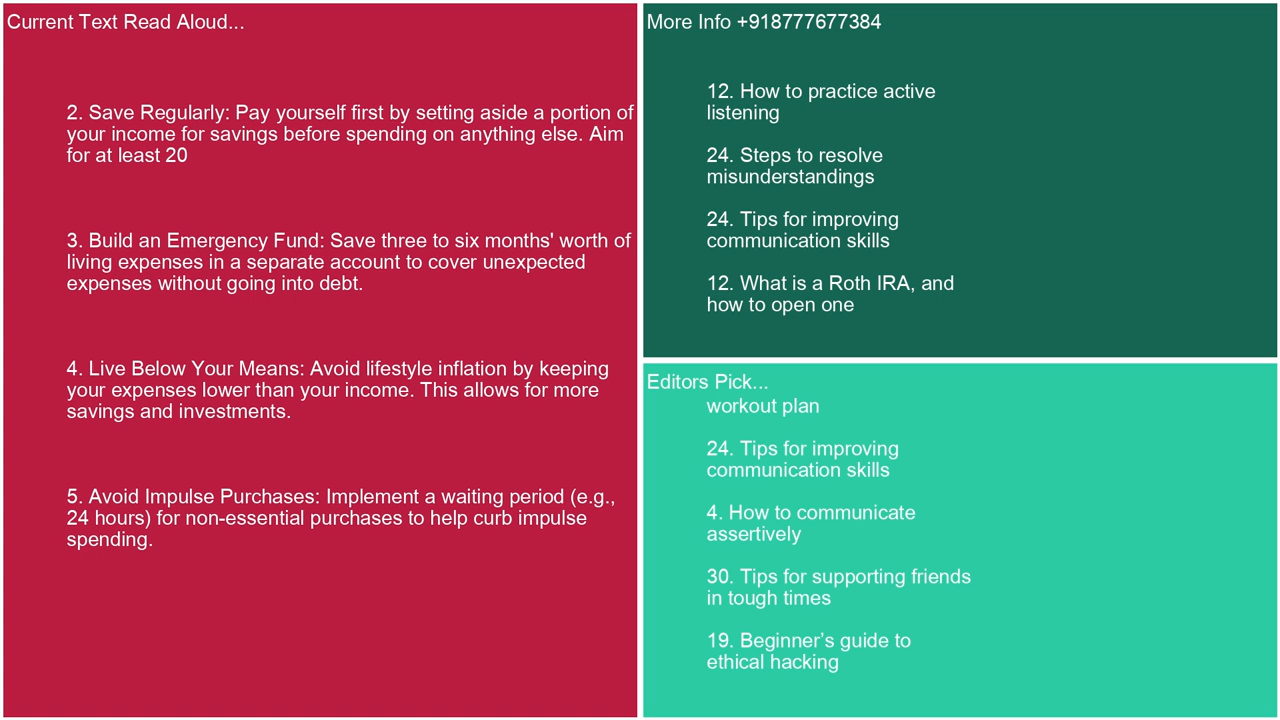 Current Text Read Aloud...
2. Save Regularly: Pay yourself first by setting aside a portion of
your income for savings before spending on anything else. Aim
for at least 20
3. Build an Emergency Fund: Save three to six months' worth of
living expenses in a separate account to cover unexpected
expenses without going into debt.
4. Live Below Your Means: Avoid lifestyle inflation by keeping
your expenses lower than your income. This allows for more
savings and investments.
5. Avoid Impulse Purchases: Implement a waiting period (e.g.,
24 hours) for non-essential purchases to help curb impulse
spending.
More Info +918777677384
12. How to practice active
listening
24. Steps to resolve
misunderstandings
24. Tips for improving
communication skills
12. What is a Roth IRA, and
how to open one
Editors Pick...
workout plan
24. Tips for improving
communication skills
4. How to communicate
assertively
30. Tips for supporting friends
in tough times
19. Beginner’s guide to
ethical hacking